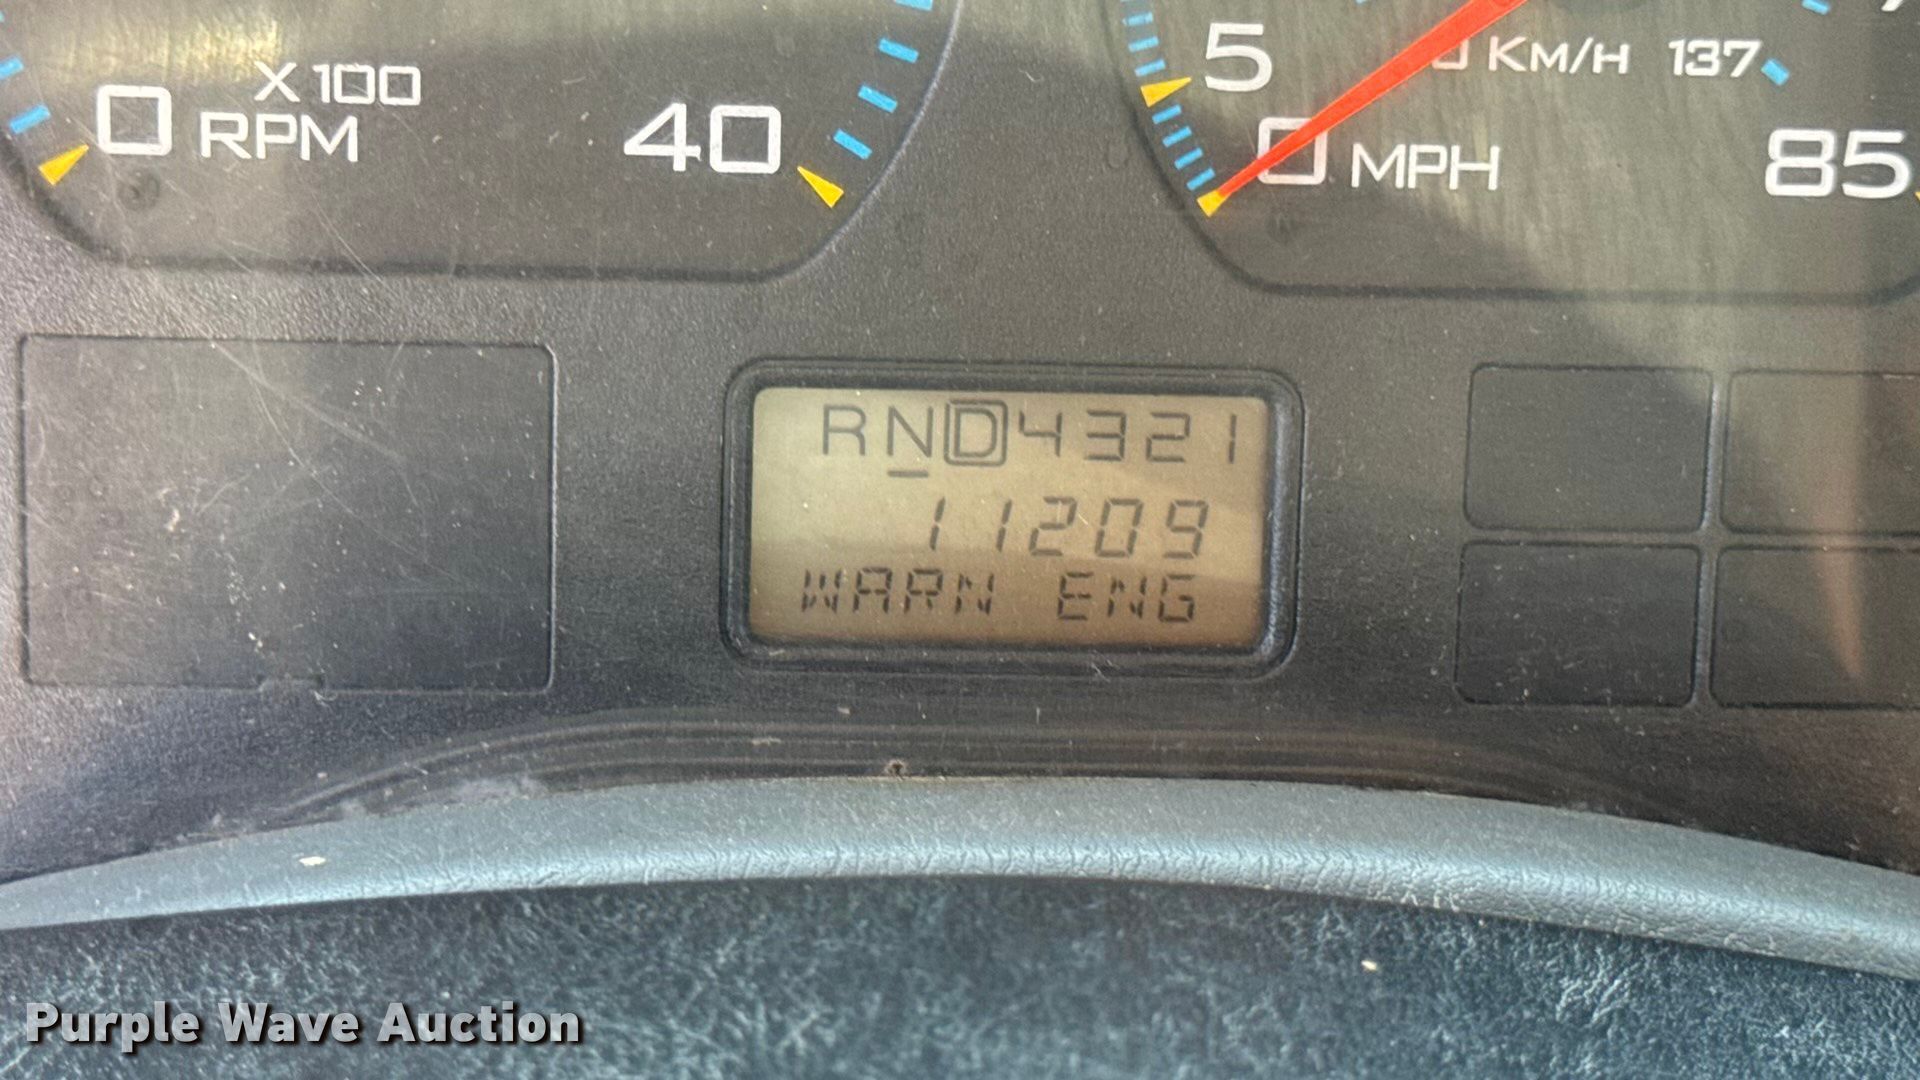 0 X100 RPM 40
5 KM/H 137
0 MPH 85
RND4321
11209
WARN ENG
Purple Wave Auction